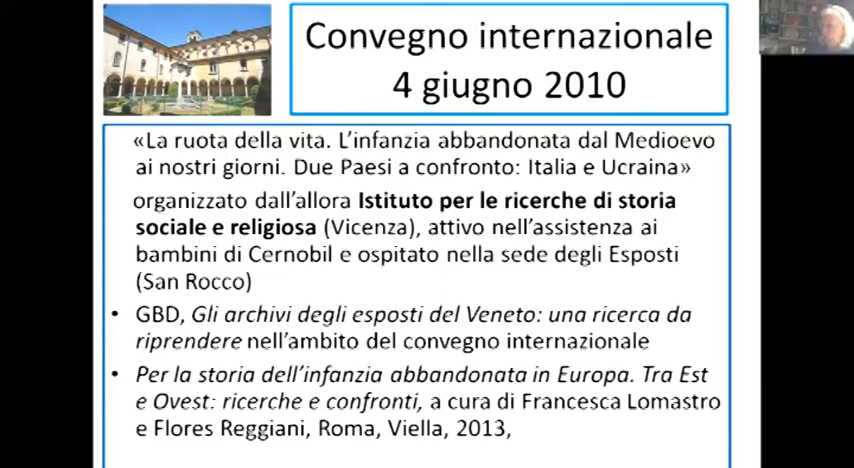 Convegno internazionale
4 giugno 2010
«La ruota della vita. L'infanzia abbandonata dal Medioevo
ai nostri giorni. Due Paesi a confronto: Italia e Ucraina»
organizzato dall'allora Istituto per le ricerche di storia
sociale e religiosa (Vicenza), attivo nell'assistenza ai
bambini di Cernobil e ospitato nella sede degli Esposti
(San Rocco)
• GBD, Gli archivi degli esposti del Veneto: una ricerca da
riprendere nell'ambito del convegno internazionale
• Per la storia dell'infanzia abbandonata in Europa. Tra Est
e Ovest: ricerche e confronti, a cura di Francesca Lomastro
e Flores Reggiani, Roma, Viella, 2013,